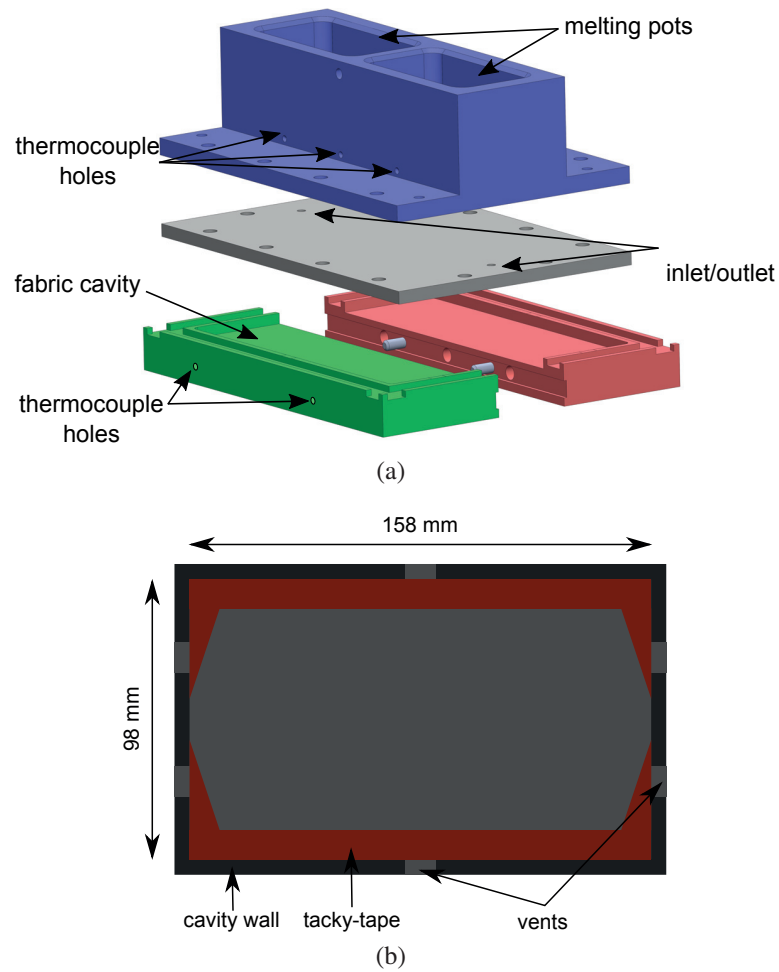 melting pots
thermocouple
holes
inlet/outlet
fabric cavity
thermocouple
holes
(a)
158 mm
98 mm
cavity wall
tacky-tape
vents
(b)